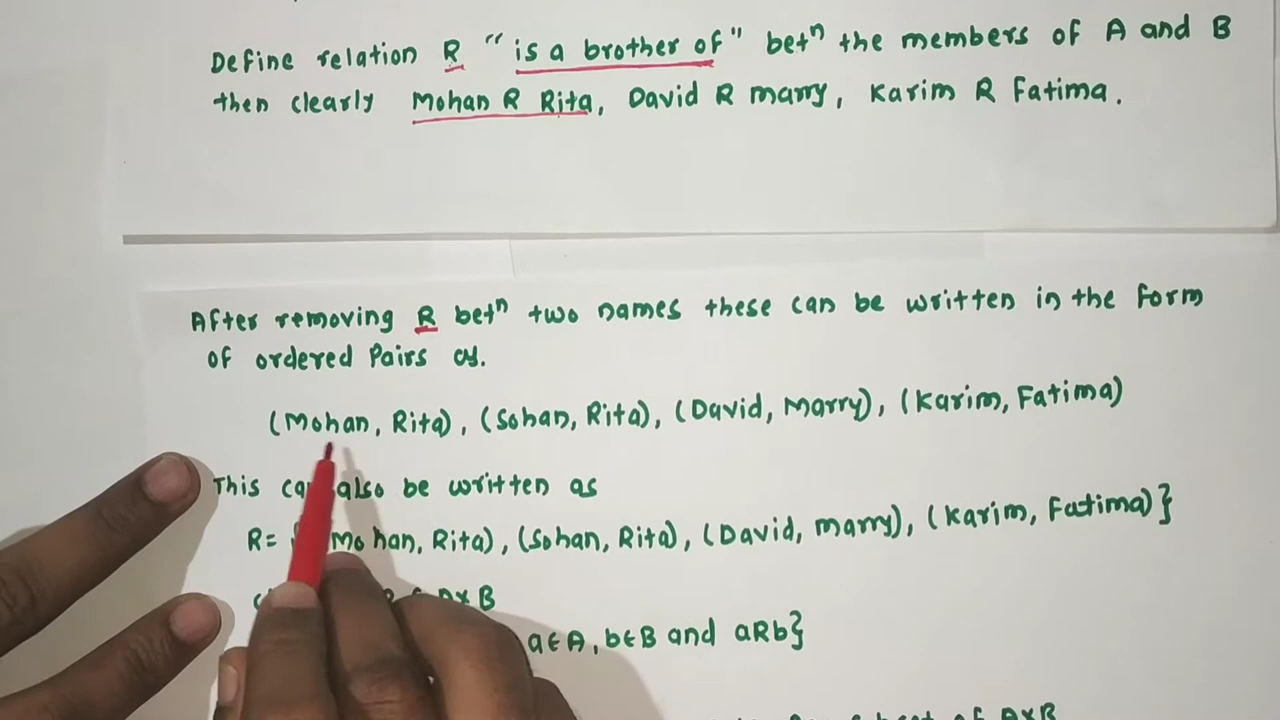 Define relation R "is a brother of" betⁿ the members of A and B
then clearly Mohan R Rita, David R marry, Karim R Fatima.
After removing R betⁿ two names these can be written in the form
of ordered Pairs as.
(Mohan, Rita), (Sohan, Rita), (David, Marry), (Karim, Fatima)
This also be written as
R= Mohan, Rita), (Sohan, Rita), (David, marry), (Karim, Fatima)}
A×B
a∈A, b∈B and aRb}
of A×B